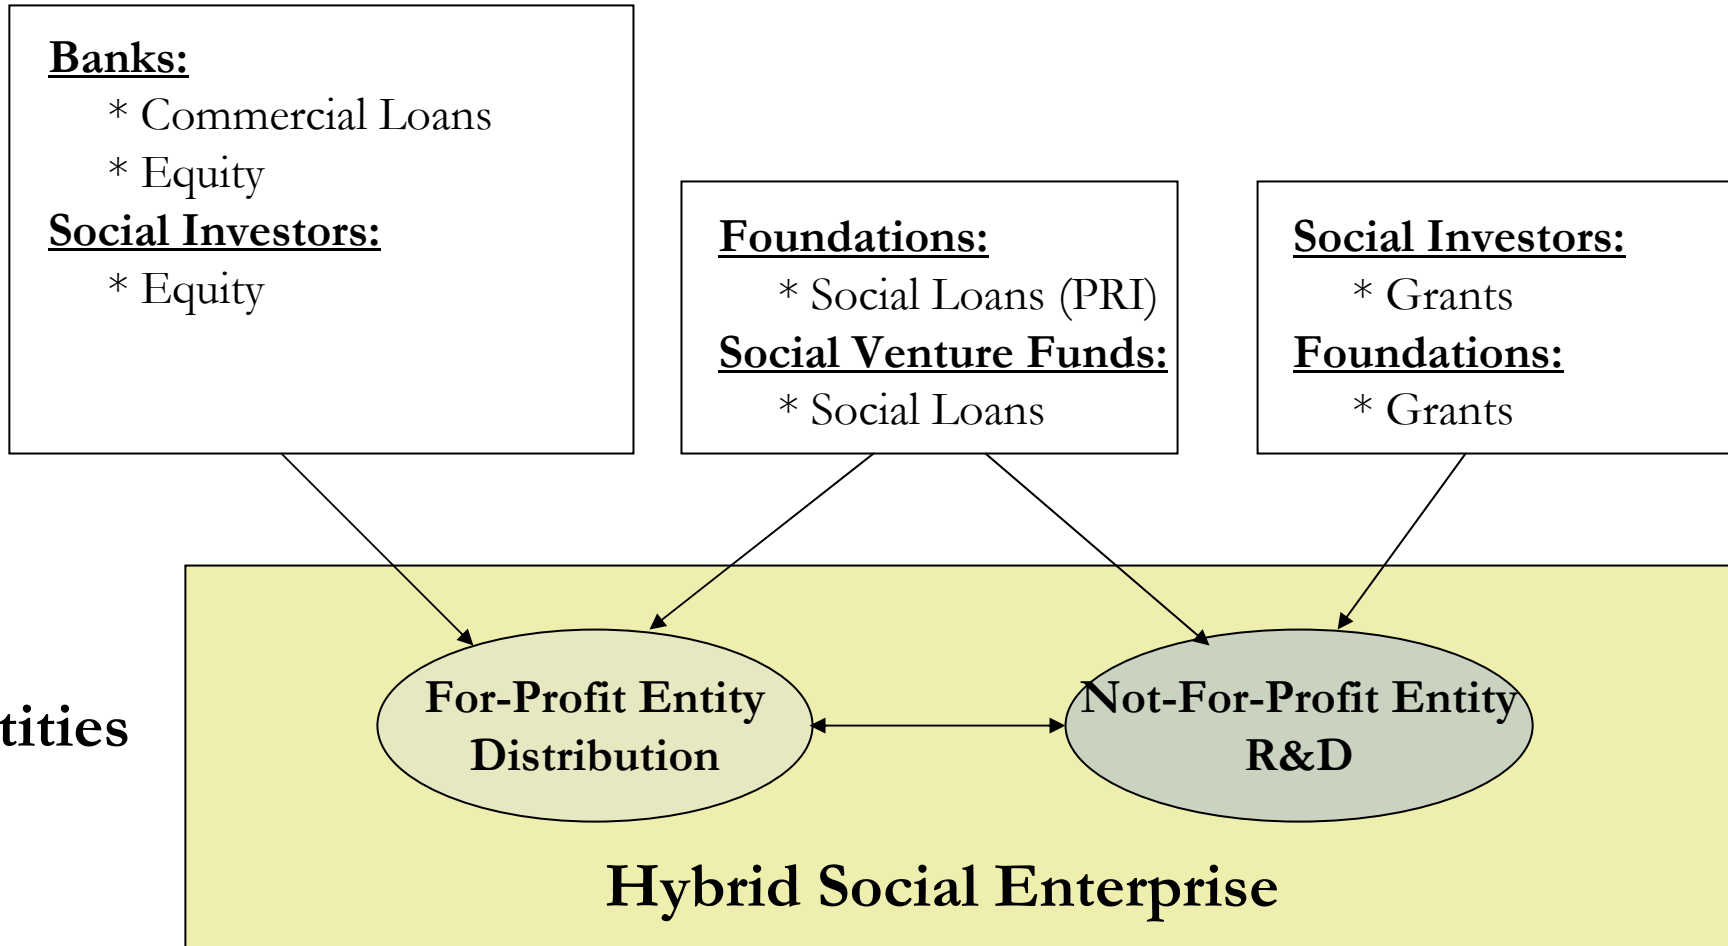 Banks:
* Commercial Loans
* Equity
Social Investors:
* Equity
Foundations:
* Social Loans (PRI)
Social Venture Funds:
* Social Loans
Social Investors:
* Grants
Foundations:
* Grants
tities
For-Profit Entity
Distribution
Not-For-Profit Entity
R&D
Hybrid Social Enterprise